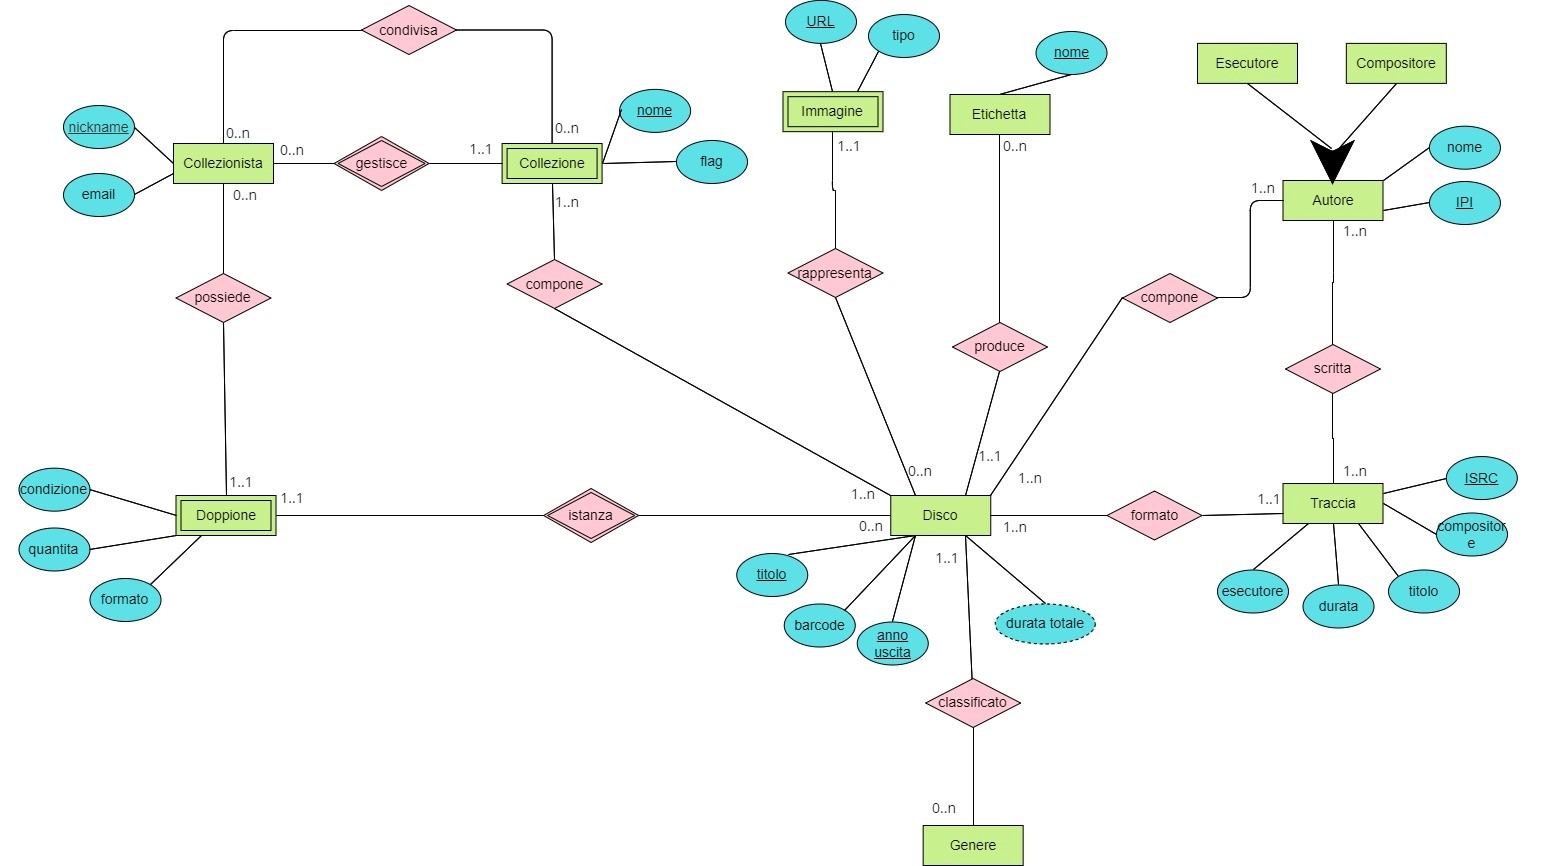 condivisa
URL
tipo
nome
Esecutore
Compositore
nickname
email
Collezionista
0..n
0..n
0..n
gestisce
1..1
0..n
Collezione
1..n
nome
flag
Immagine
1..1
Etichetta
0..n
nome
IPI
1..n
Autore
1..n
possiede
compone
rappresenta
produce
compone
scritta
condizione
quantita
formato
1..1
1..1
Doppione
istanza
1..n
0..n
0..n
1..1
1..n
Disco
1..n
1..1
formato
1..1
1..n
Traccia
ISRC
compositor
e
esecutore
durata
titolo
titolo
barcode
anno
uscita
durata totale
classificato
0..n
Genere